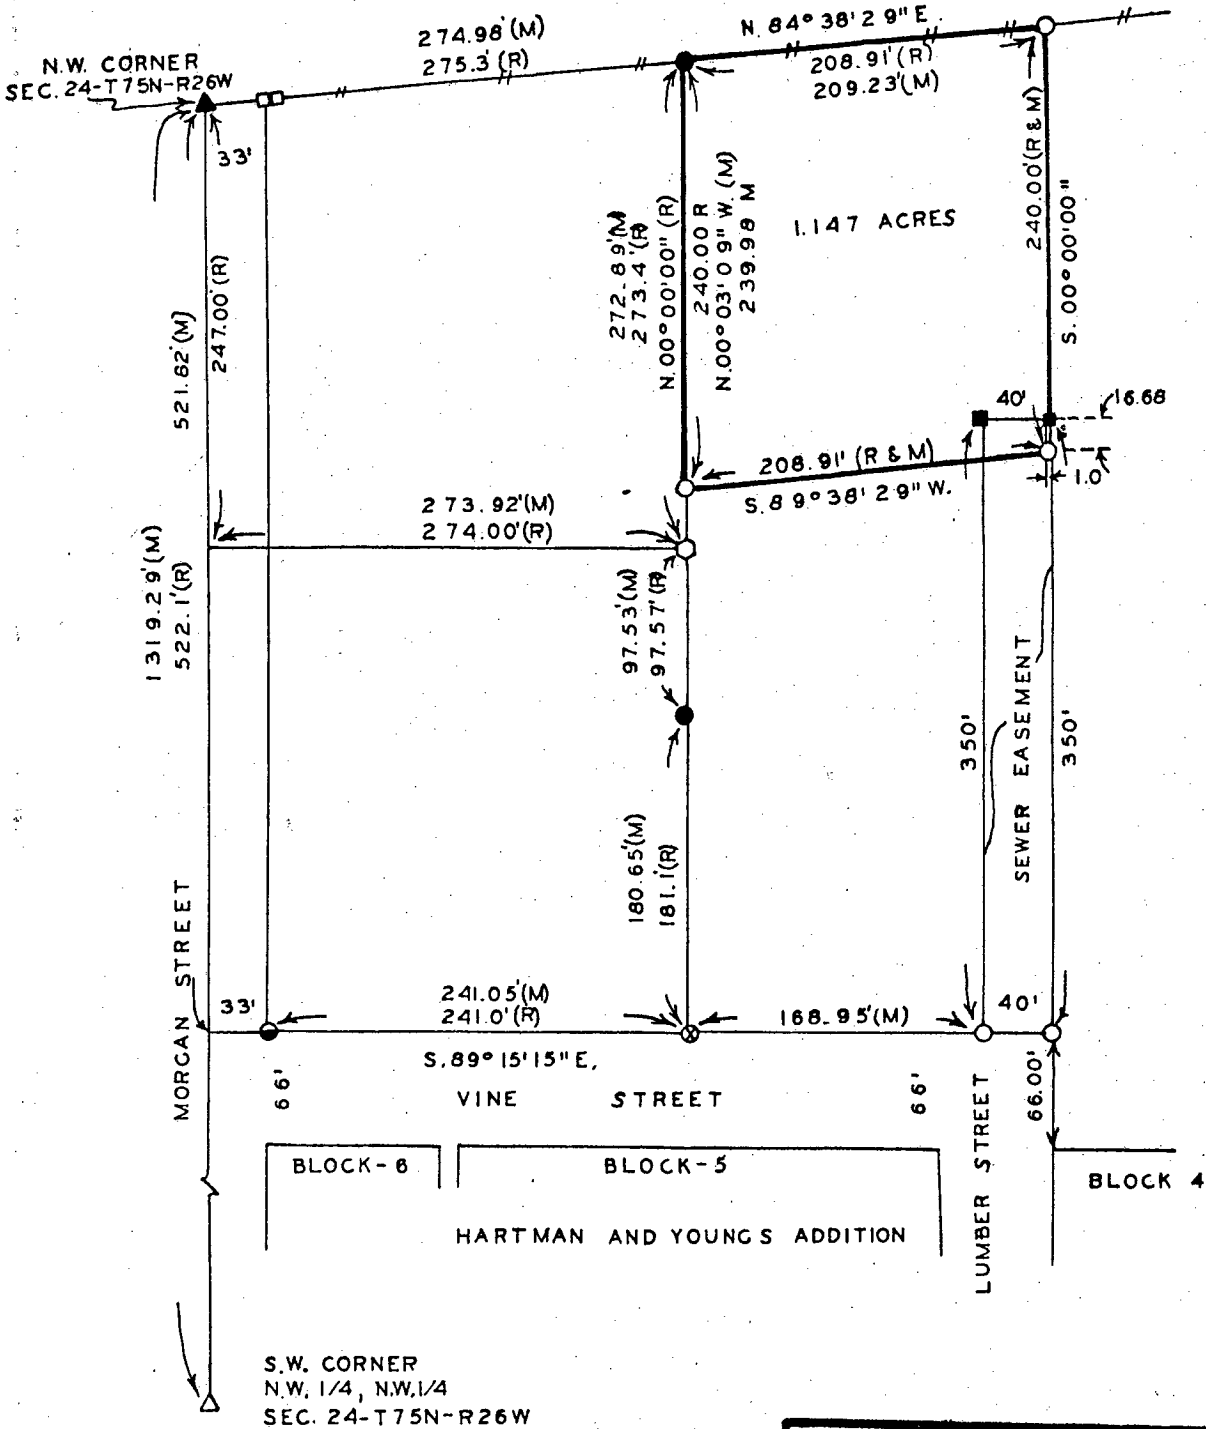 274.98'(M)
275.3'(R)
N. 84° 38' 29" E.
208.91'(R)
209.23'(M)
N.W. CORNER
SEC. 24-T75N-R26W
33'
240.00'(R & M)
S. 00° 00' 00"
272.89'(M)
273.4'(R)
N. 00° 00' 00" (R)
240.00 R
N. 00° 03' 09" W. (M)
239.98 M
1.147 ACRES
247.00'(R)
521.82'(M)
40'
16.68
208.91' (R & M)
S. 89° 38' 29" W.
1.0'
273.92'(M)
274.00'(R)
1319.29'(M)
522.1'(R)
97.53'(M)
97.57'(R)
350'
SEWER EASEMENT
350'
180.65'(M)
181.1'(R)
MORGAN STREET
33'
241.05'(M)
241.0'(R)
168.95'(M)
40'
S. 89° 15' 15" E.
66'
VINE STREET
66'
LUMBER STREET
66.00'
BLOCK-6
BLOCK-5
BLOCK 4
HARTMAN AND YOUNGS ADDITION
S.W. CORNER
N.W. 1/4, N.W. 1/4
SEC. 24-T75N-R26W